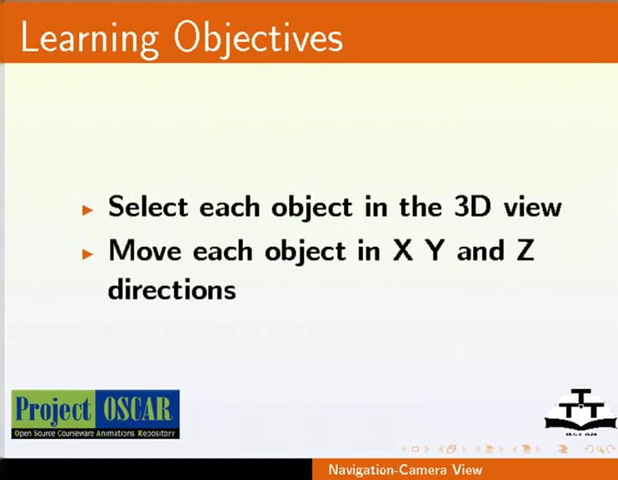 Learning Objectives
Select each object in the 3D view
Move each object in X Y and Z
directions
Project OSCAR
Open Source Courseware Animations Repository
Navigation-Camera View